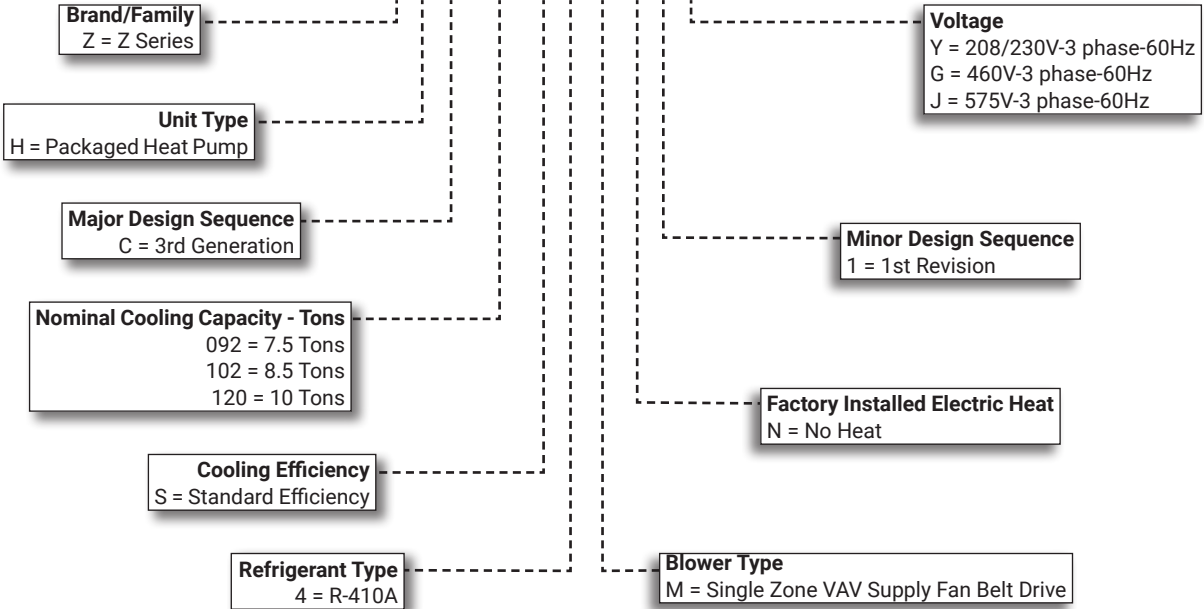 Brand/Family
Z = Z Series
Unit Type
H = Packaged Heat Pump
Major Design Sequence
C = 3rd Generation
Nominal Cooling Capacity - Tons
092 = 7.5 Tons
102 = 8.5 Tons
120 = 10 Tons
Cooling Efficiency
S = Standard Efficiency
Refrigerant Type
4 = R-410A
Voltage
Y = 208/230V-3 phase-60Hz
G = 460V-3 phase-60Hz
J = 575V-3 phase-60Hz
Minor Design Sequence
1 = 1st Revision
Factory Installed Electric Heat
N = No Heat
Blower Type
M = Single Zone VAV Supply Fan Belt Drive